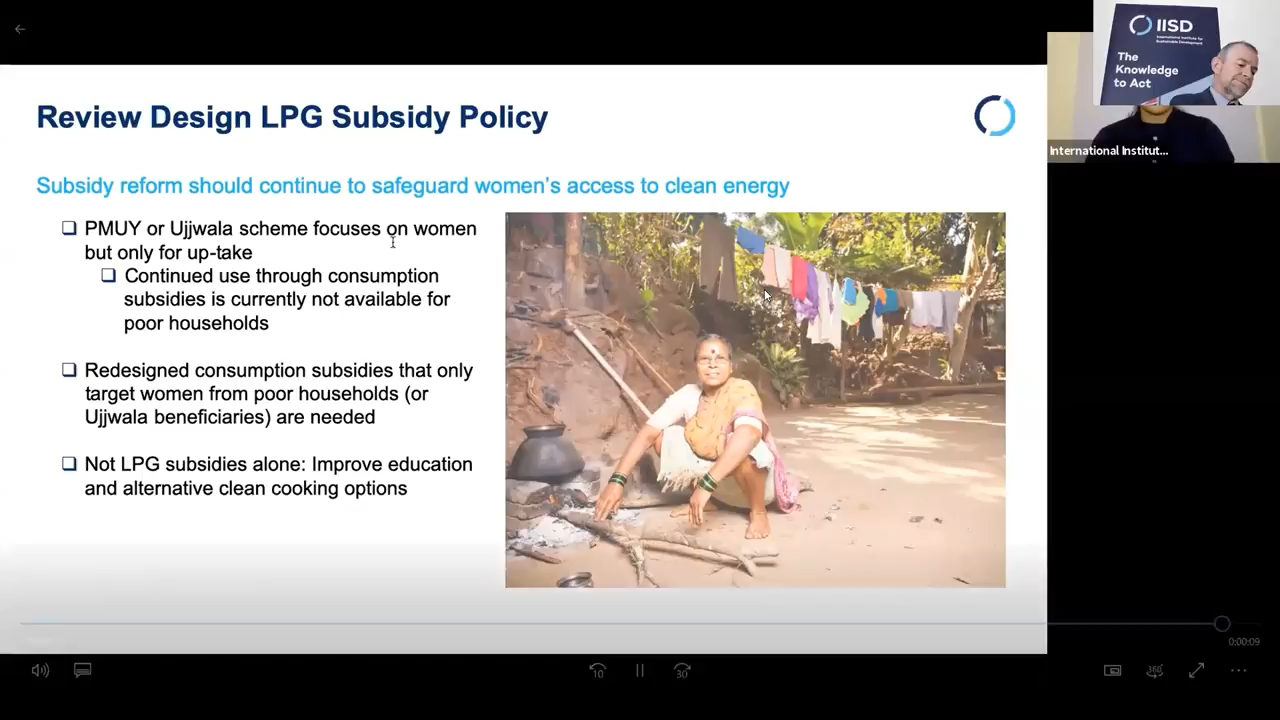 IISD
International Institute for
Sustainable Development
The
Knowledge
to Act
International Institut...
Review Design LPG Subsidy Policy
Subsidy reform should continue to safeguard women's access to clean energy
PMUY or Ujjwala scheme focuses on women
but only for up-take
Continued use through consumption
subsidies is currently not available for
poor households
Redesigned consumption subsidies that only
target women from poor households (or
Ujjwala beneficiaries) are needed
Not LPG subsidies alone: Improve education
and alternative clean cooking options
0:00:09
10
30
360